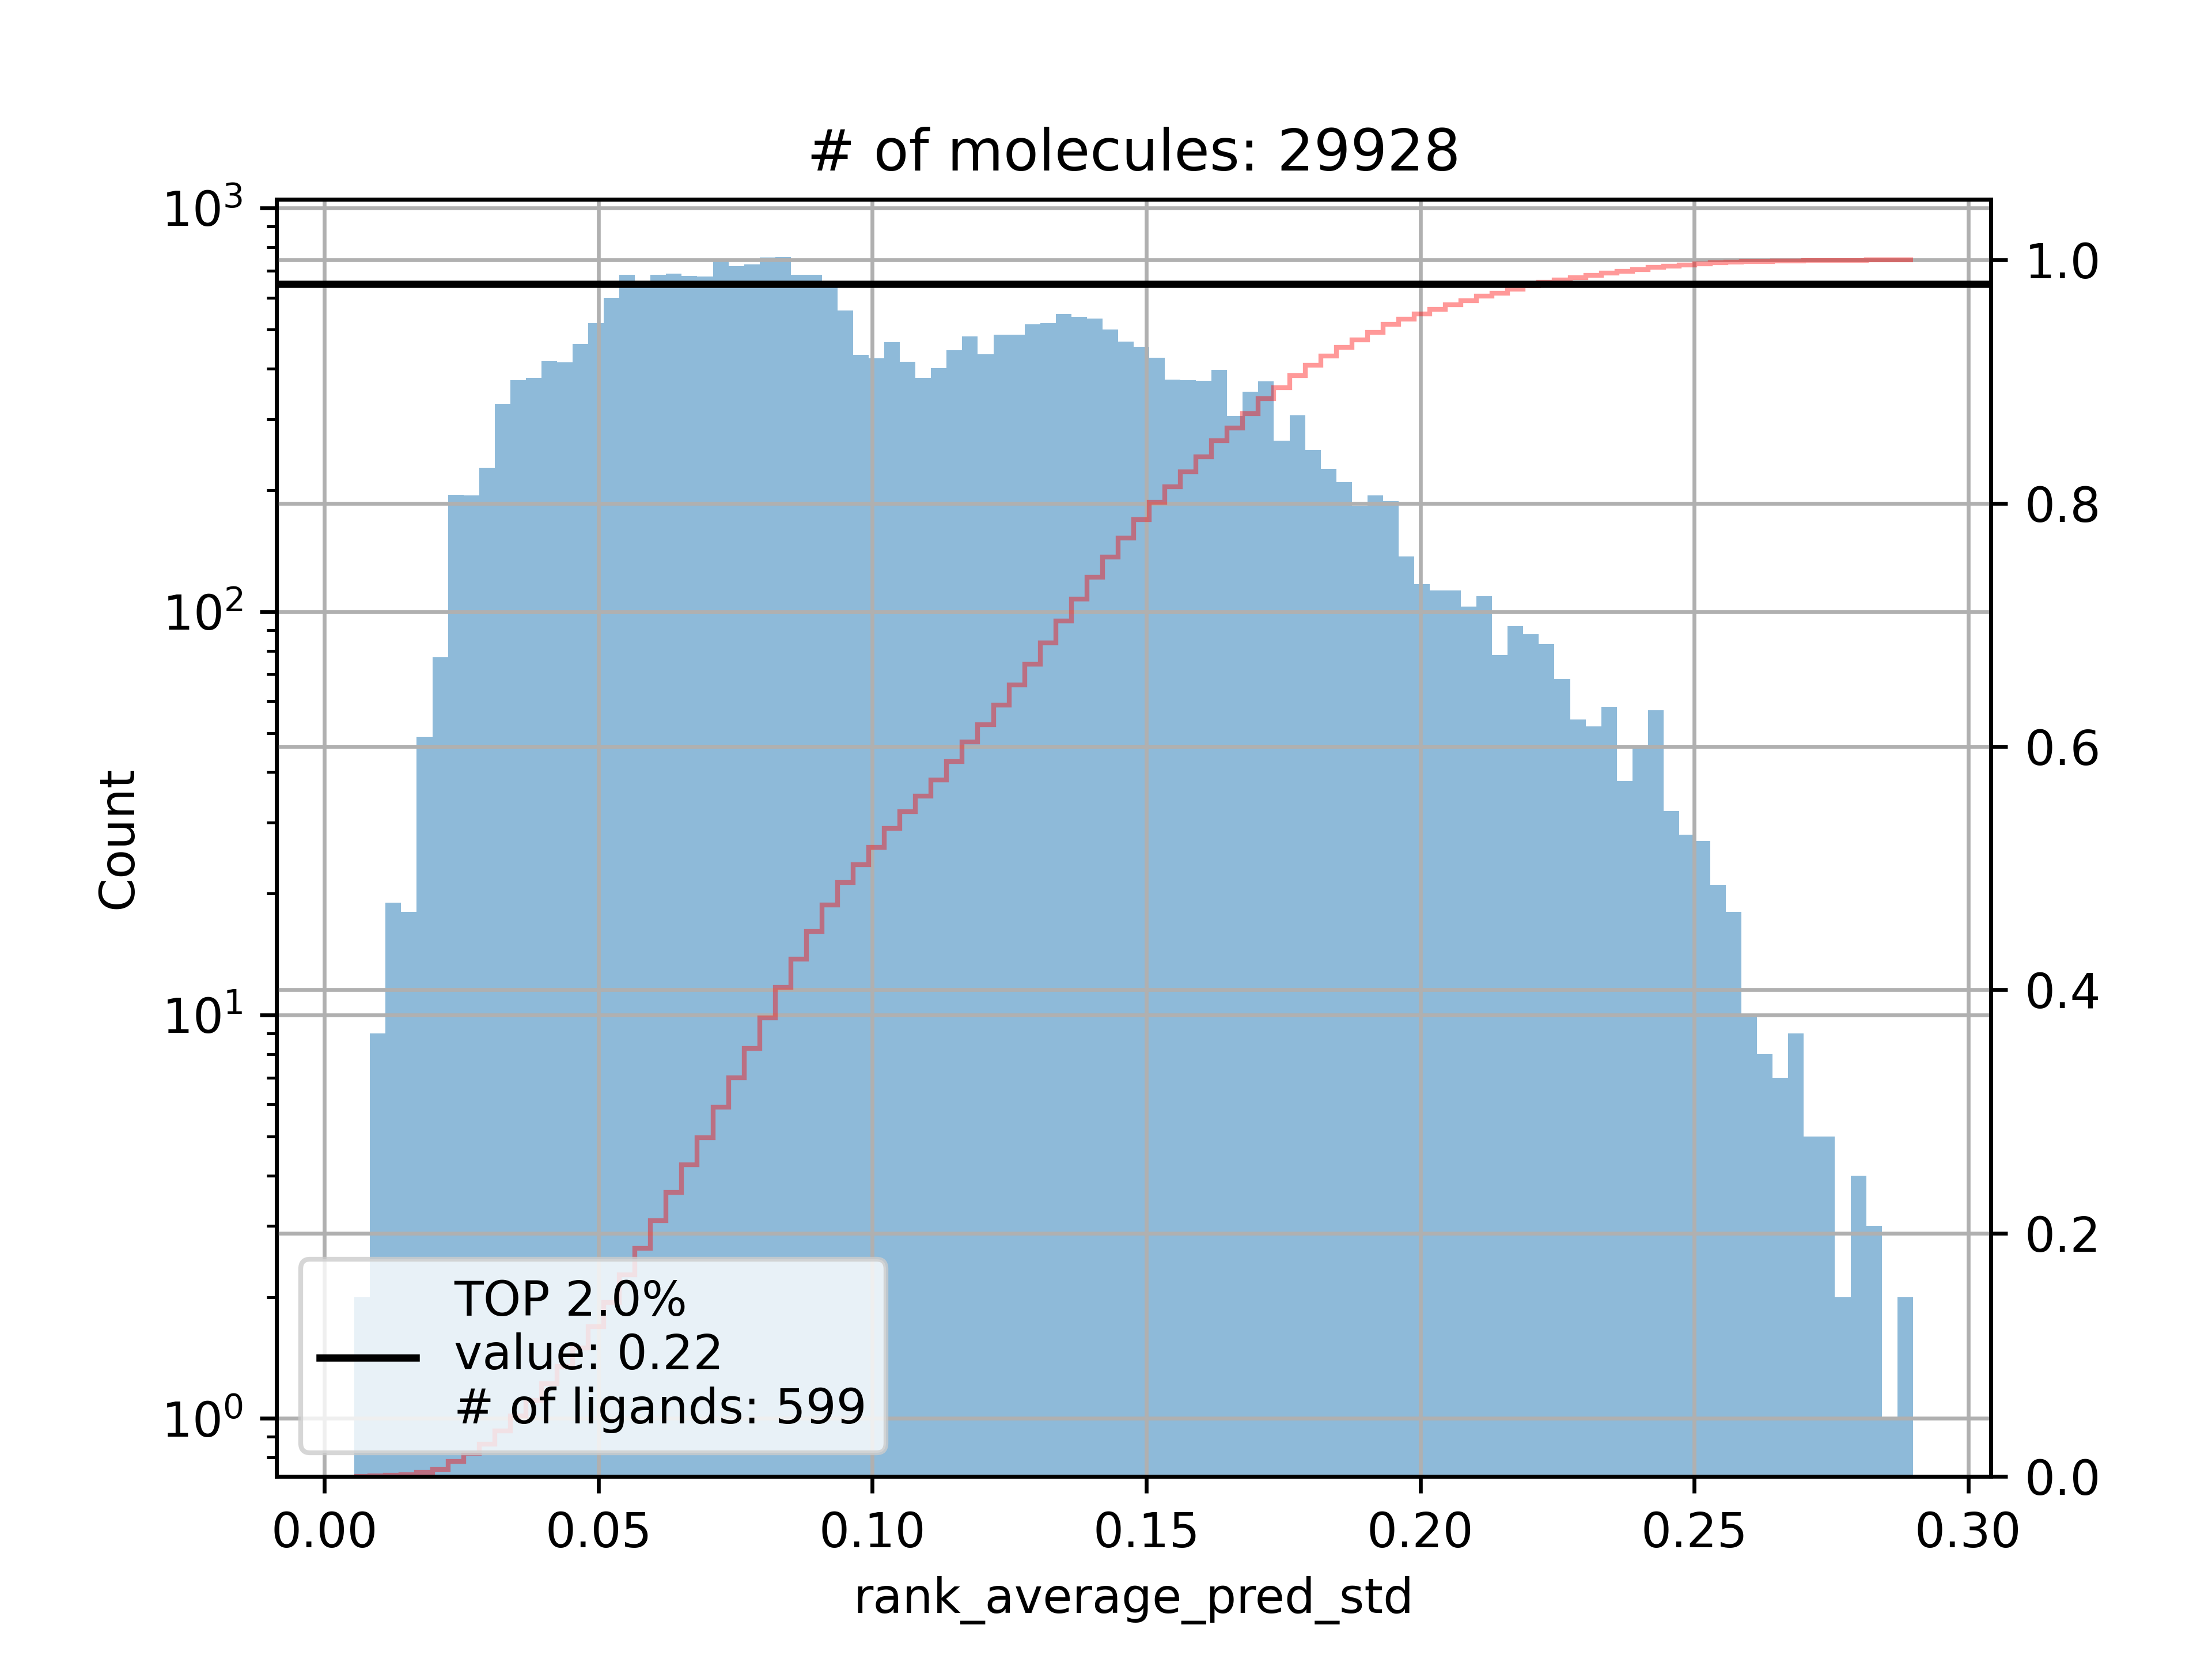 # of molecules: 29928
10³
10²
10¹
10⁰
Count
1.0
0.8
0.6
0.4
0.2
0.0
TOP 2.0%
value: 0.22
# of ligands: 599
0.00 0.05 0.10 0.15 0.20 0.25 0.30
rank_average_pred_std